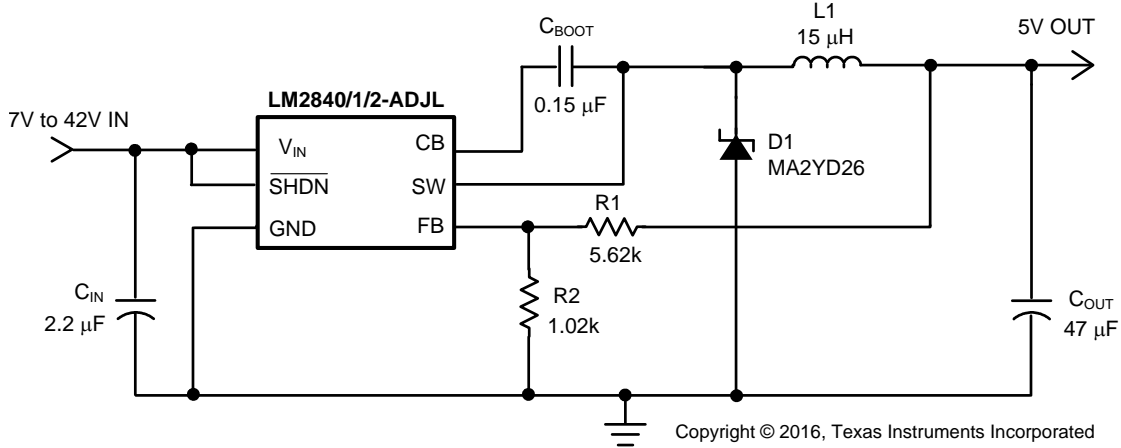 L1
15 μH
5V OUT
CBOOT
0.15 μF
LM2840/1/2-ADJL
7V to 42V IN
VIN
CB
SHDN
SW
GND
FB
D1
MA2YD26
R1
5.62k
R2
1.02k
CIN
2.2 μF
COUT
47 μF
Copyright © 2016, Texas Instruments Incorporated